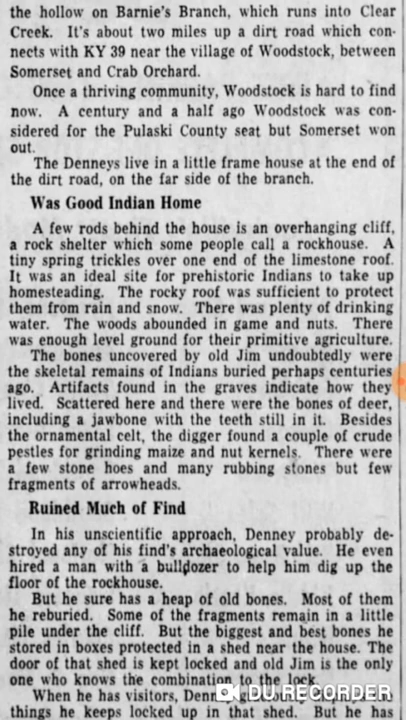 the hollow on Barnie's Branch, which runs into Clear
Creek. It's about two miles up a dirt road which con-
nects with KY 39 near the village of Woodstock, between
Somerset and Crab Orchard.
Once a thriving community, Woodstock is hard to find
now. A century and a half ago Woodstock was con-
sidered for the Pulaski County seat but Somerset won
out.
The Denneys live in a little frame house at the end of
the dirt road, on the far side of the branch.
Was Good Indian Home
A few rods behind the house is an overhanging cliff,
a rock shelter which some people call a rockhouse. A
tiny spring trickles over one end of the limestone roof.
It was an ideal site for prehistoric Indians to take up
homesteading. The rocky roof was sufficient to protect
them from rain and snow. There was plenty of drinking
water. The woods abounded in game and nuts. There
was enough level ground for their primitive agriculture.
The bones uncovered by old Jim undoubtedly were
the skeletal remains of Indians buried perhaps centuries
ago. Artifacts found in the graves indicate how they
lived. Scattered here and there were the bones of deer,
including a jawbone with the teeth still in it. Besides
the ornamental celt, the digger found a couple of crude
pestles for grinding maize and nut kernels. There were
a few stone hoes and many rubbing stones but few
fragments of arrowheads.
Ruined Much of Find
In his unscientific approach, Denney probably de-
stroyed any of his find's archaeological value. He even
hired a man with a bulldozer to help him dig up the
floor of the rockhouse.
But he sure has a heap of old bones. Most of them
he reburied. Some of the fragments remain in a little
pile under the cliff. But the biggest and best bones he
stored in boxes protected in a shed near the house. The
door of that shed is kept locked and old Jim is the only
one who knows the combination to the lock.
When he has visitors, Denney
things he keeps locked up in that shed. But he has
DU RECORDER